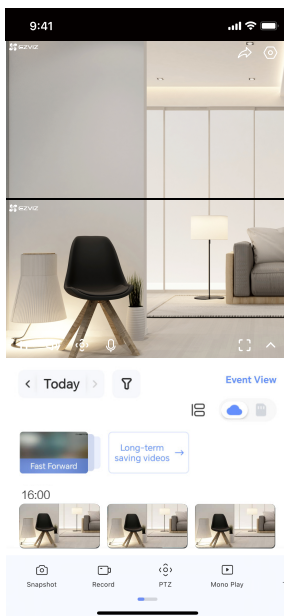 9:41
EZVIZ
EZVIZ
Today
Event View
Fast Forward
Long-term
saving videos
16:00
Snapshot
Record
PTZ
Mono Play